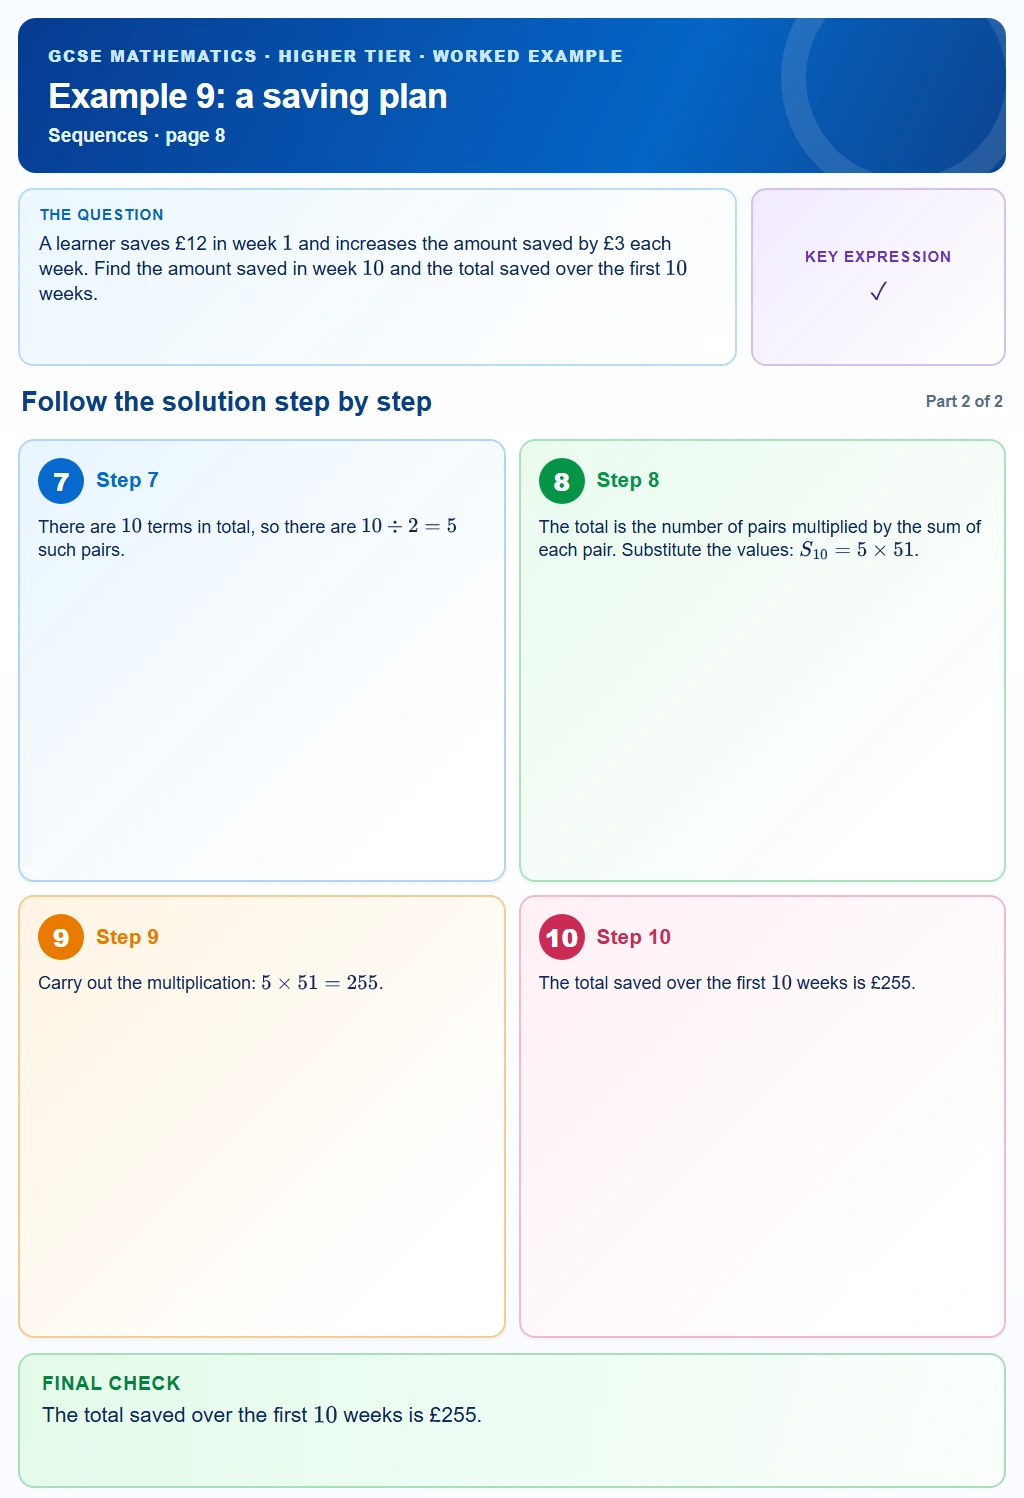 GCSE MATHEMATICS · HIGHER TIER · WORKED EXAMPLE
Example 9: a saving plan
Sequences · page 8
THE QUESTION
A learner saves £12 in week 1 and increases the amount saved by £3 each
week. Find the amount saved in week 10 and the total saved over the first 10
weeks.
KEY EXPRESSION
✓
Follow the solution step by step
Part 2 of 2
7 Step 7
There are 10 terms in total, so there are 10 ÷ 2 = 5
such pairs.
8 Step 8
The total is the number of pairs multiplied by the sum of
each pair. Substitute the values: S₁₀ = 5 × 51.
9 Step 9
Carry out the multiplication: 5 × 51 = 255.
10 Step 10
The total saved over the first 10 weeks is £255.
FINAL CHECK
The total saved over the first 10 weeks is £255.